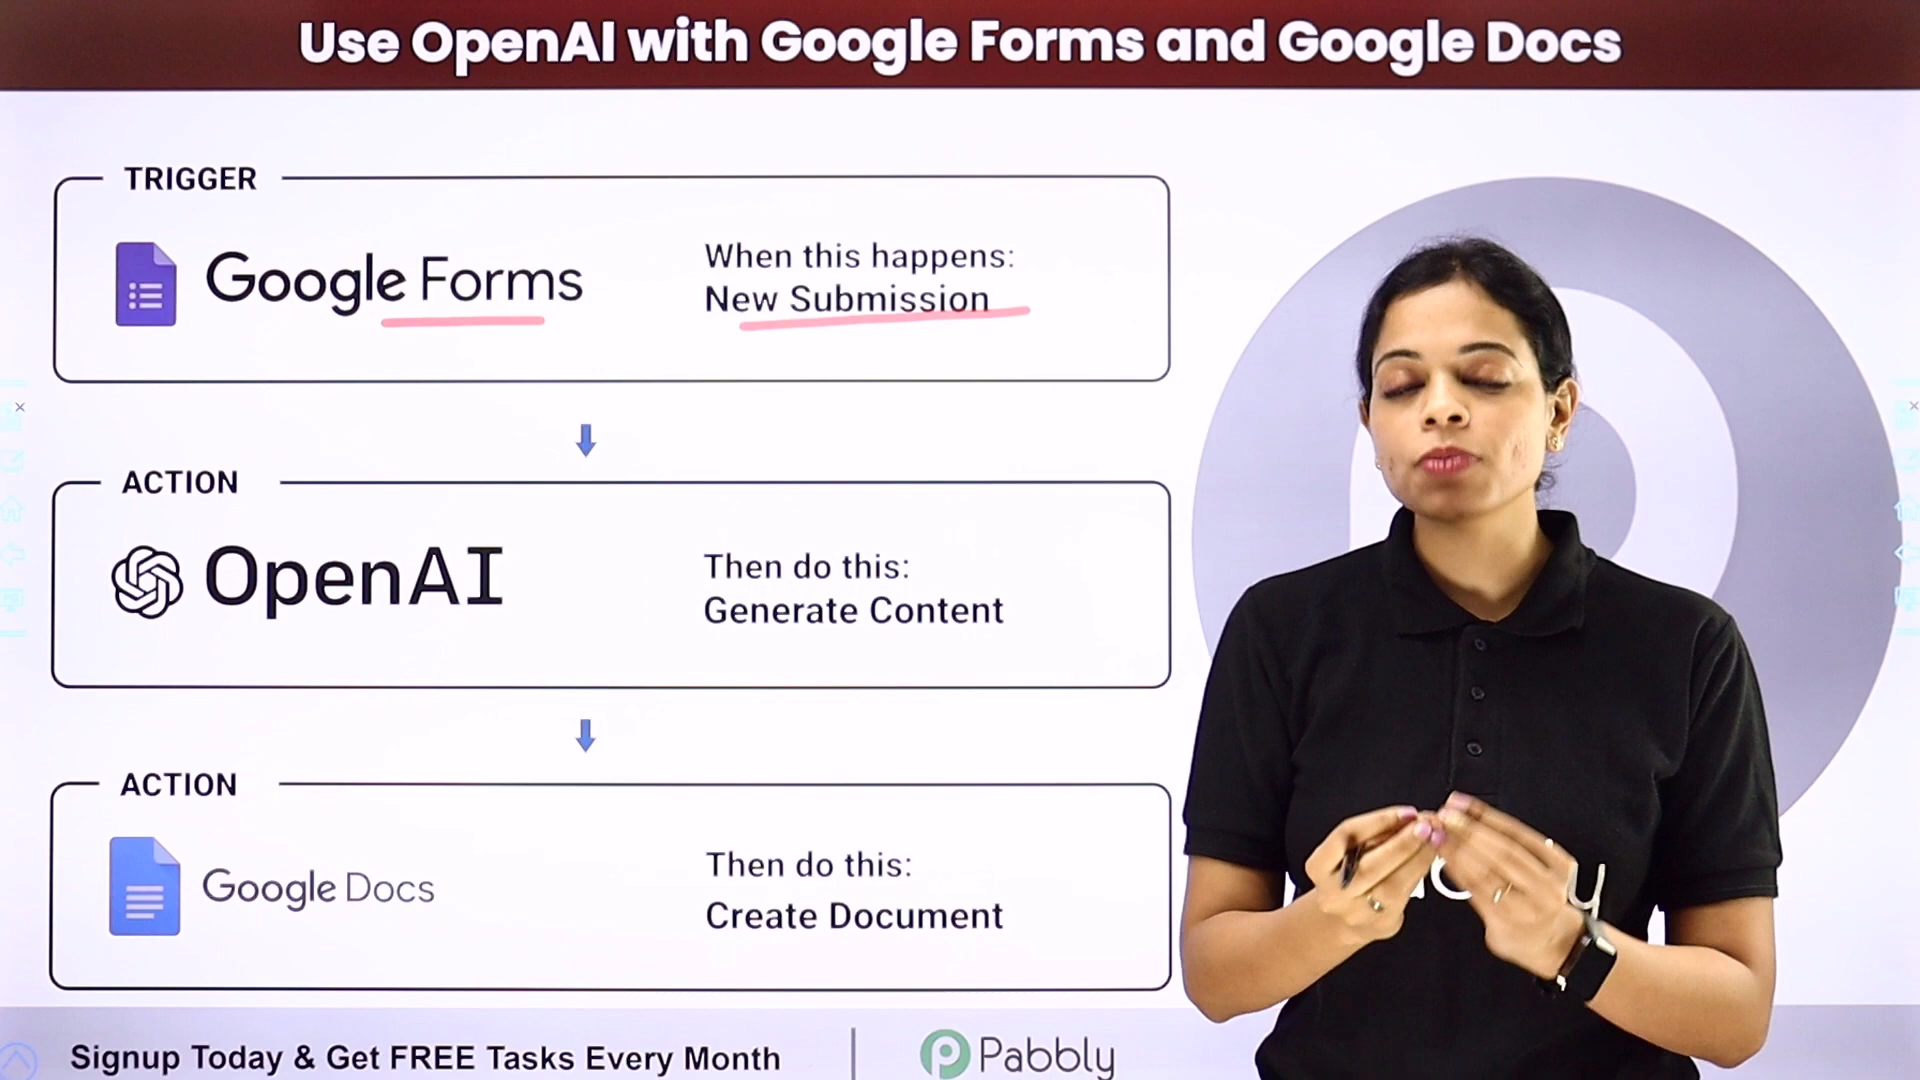 Use OpenAI with Google Forms and Google Docs
TRIGGER
Google Forms
When this happens:
New Submission
ACTION
OpenAI
Then do this:
Generate Content
ACTION
Google Docs
Then do this:
Create Document
Signup Today & Get FREE Tasks Every Month
Pabbly